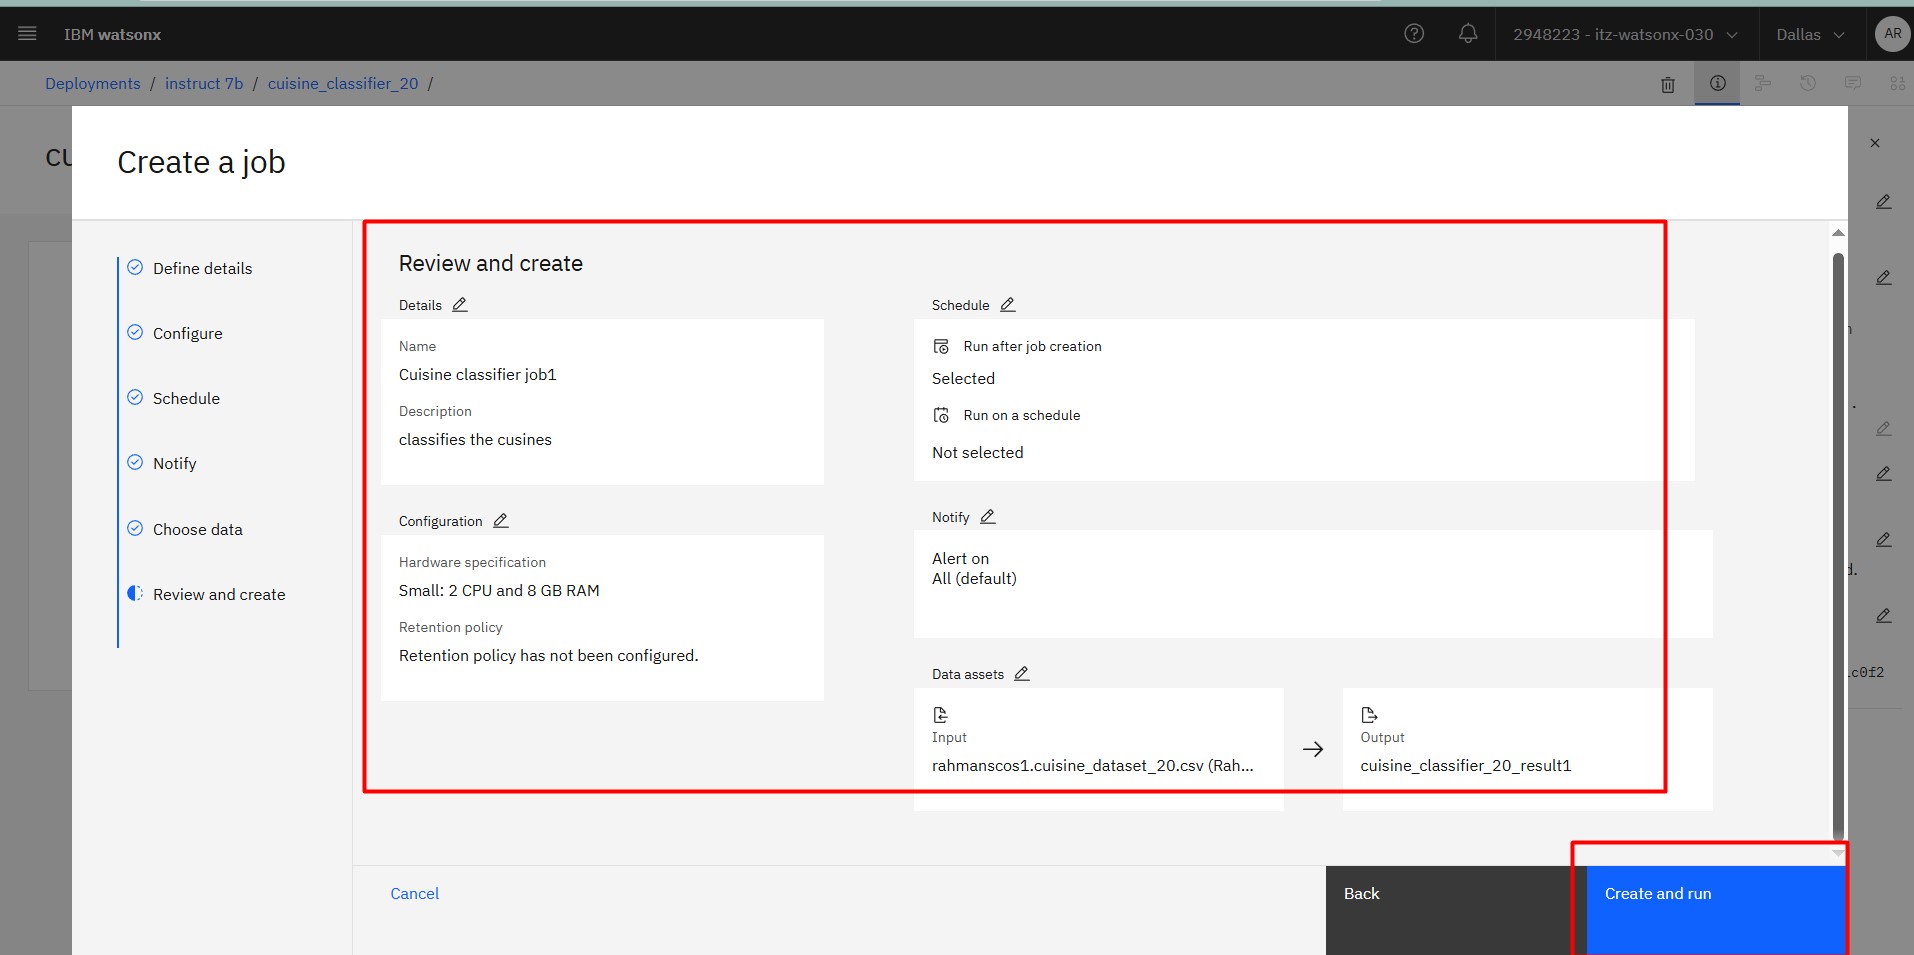 IBM watsonx
2948223 - itz-watsonx-030
Dallas
AR
Deployments / instruct 7b / cuisine_classifier_20 /
Create a job
Define details
Configure
Schedule
Notify
Choose data
Review and create
Review and create
Details
Name
Cuisine classifier job1
Description
classifies the cusines
Configuration
Hardware specification
Small: 2 CPU and 8 GB RAM
Retention policy
Retention policy has not been configured.
Schedule
Run after job creation
Selected
Run on a schedule
Not selected
Notify
Alert on
All (default)
Data assets
Input
rahmanscos1.cuisine_dataset_20.csv (Rah...
Output
cuisine_classifier_20_result1
Cancel
Back
Create and run